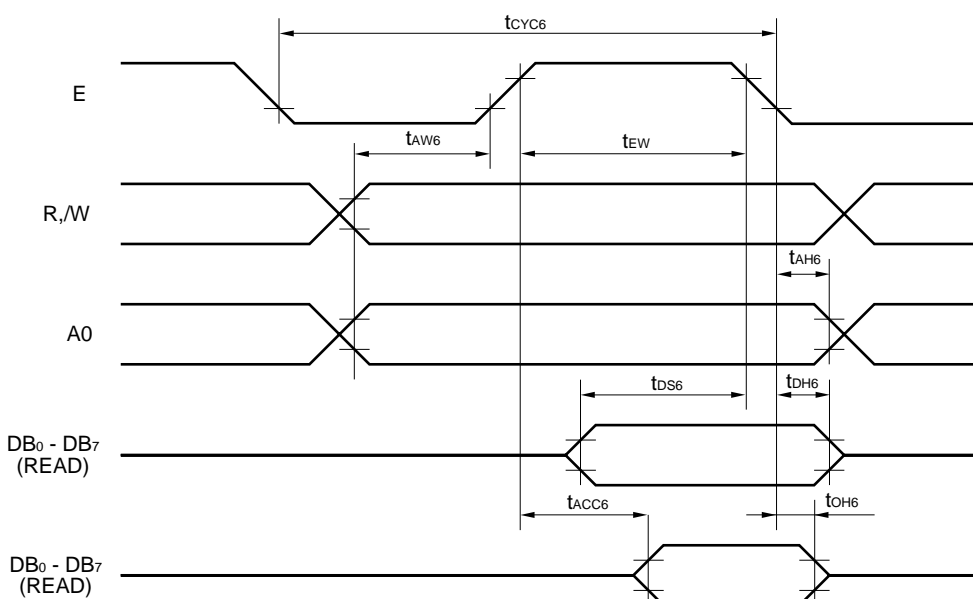 tCYC6
E
tAW6
tEW
R,/W
tAH6
A0
tDS6
tDH6
DB0 - DB7
(READ)
tACC6
tOH6
DB0 - DB7
(READ)